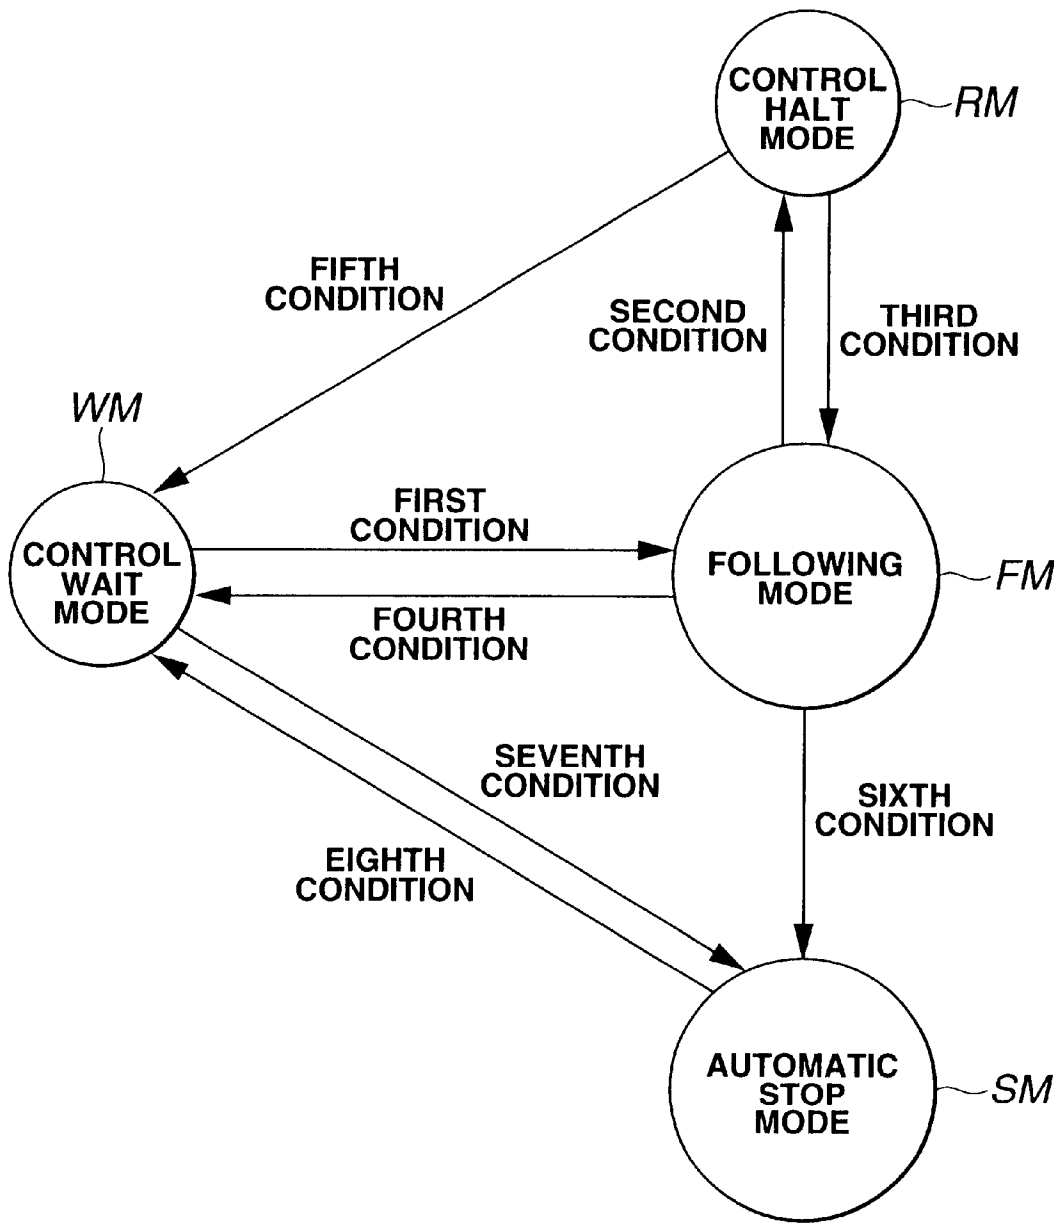 CONTROL
HALT
MODE
RM
FIFTH
CONDITION
SECOND
CONDITION
THIRD
CONDITION
WM
FIRST
CONDITION
CONTROL
WAIT
MODE
FOLLOWING
MODE
FM
FOURTH
CONDITION
SEVENTH
CONDITION
SIXTH
CONDITION
EIGHTH
CONDITION
AUTOMATIC
STOP
MODE
SM